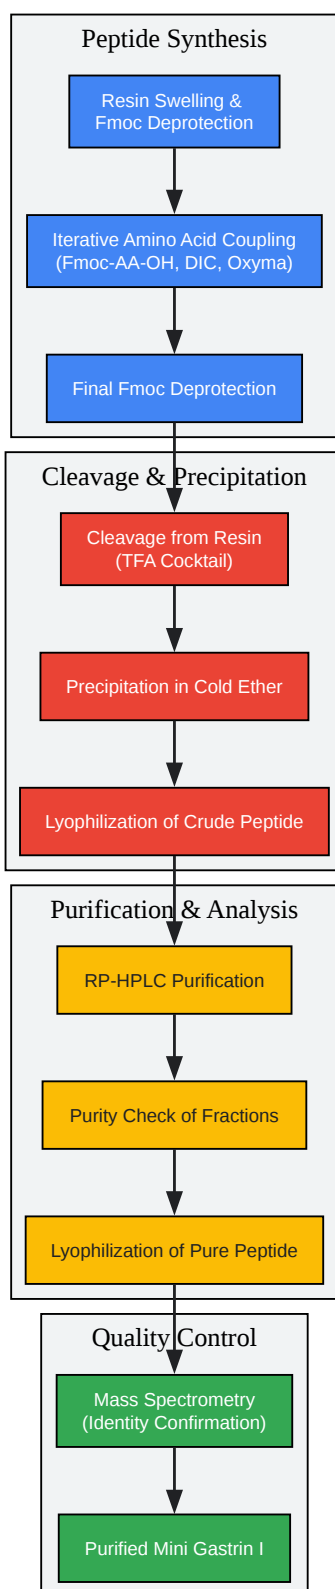 Peptide Synthesis
Resin Swelling &
Fmoc Deprotection
Iterative Amino Acid Coupling
(Fmoc-AA-OH, DIC, Oxyma)
Final Fmoc Deprotection
Cleavage & Precipitation
Cleavage from Resin
(TFA Cocktail)
Precipitation in Cold Ether
Lyophilization of Crude Peptide
Purification & Analysis
RP-HPLC Purification
Purity Check of Fractions
Lyophilization of Pure Peptide
Quality Control
Mass Spectrometry
(Identity Confirmation)
Purified Mini Gastrin I